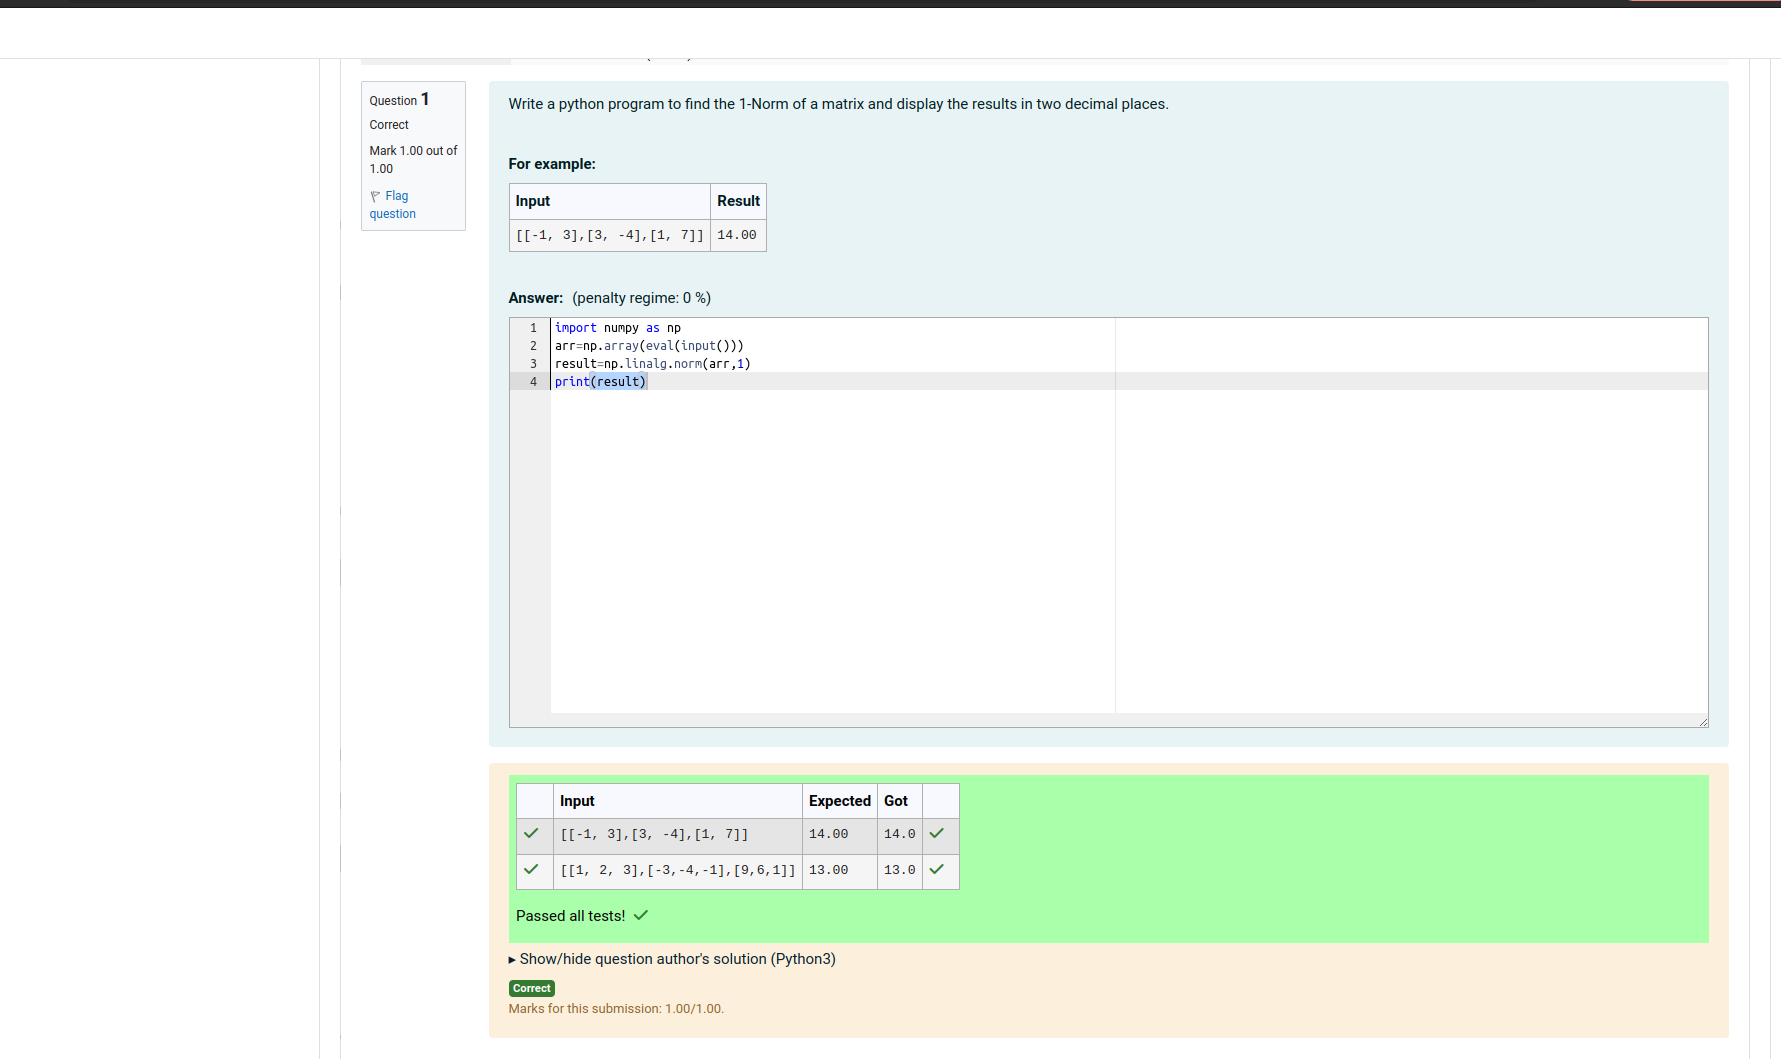 Question 1
Correct
Mark 1.00 out of
1.00
Flag
question
Write a python program to find the 1-Norm of a matrix and display the results in two decimal places.
For example:
Input Result
[[-1, 3],[3, -4],[1, 7]] 14.00
Answer: (penalty regime: 0 %)
1 import numpy as np
2 arr=np.array(eval(input()))
3 result=np.linalg.norm(arr,1)
4 print(result)
Input Expected Got
[[-1, 3],[3, -4],[1, 7]] 14.00 14.0
[[1, 2, 3],[-3,-4,-1],[9,6,1]] 13.00 13.0
Passed all tests!
Show/hide question author's solution (Python3)
Correct
Marks for this submission: 1.00/1.00.